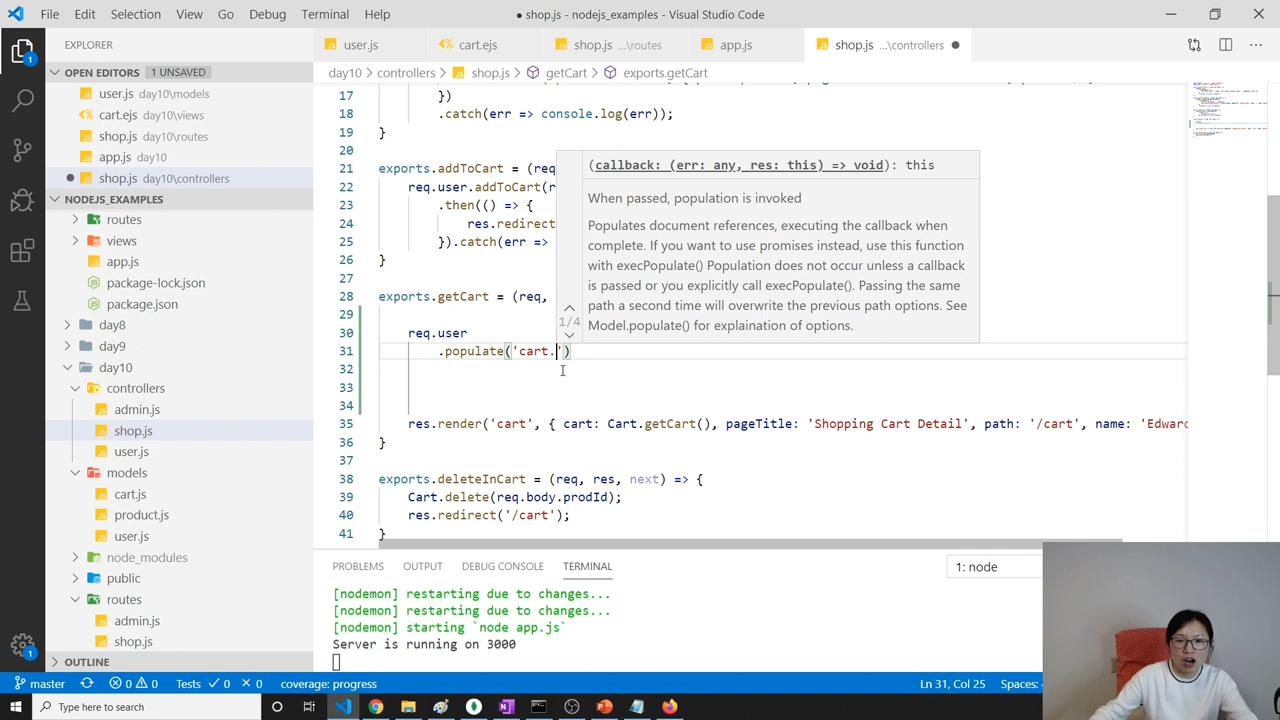 File Edit Selection View Go Debug Terminal Help ● shop.js - nodejs_examples - Visual Studio Code
EXPLORER
user.js cart.ejs shop.js ...\routes app.js shop.js ...\controllers ●
OPEN EDITORS 1 UNSAVED
day10 > controllers > shop.js > getCart > exports.getCart
user.js day10\models
cart.ejs day10\views
shop.js day10\routes
app.js day10
● shop.js day10\controllers
NODEJS_EXAMPLES
routes
views
app.js
package-lock.json
package.json
day8
day9
day10
controllers
admin.js
shop.js
user.js
models
cart.js
product.js
user.js
node_modules
public
routes
admin.js
shop.js
OUTLINE
17 })
18 .catch(err => console.log(err));
19 }
20
21 exports.addToCart = (req
22 req.user.addToCart(r
23 .then(() => {
24 res.redirect
25 }).catch(err =>
26 }
27
28 exports.getCart = (req,
29
30 req.user
31 .populate('cart.')
32
33
34
35 res.render('cart', { cart: Cart.getCart(), pageTitle: 'Shopping Cart Detail', path: '/cart', name: 'Edwar
36 }
37
38 exports.deleteInCart = (req, res, next) => {
39 Cart.delete(req.body.prodId);
40 res.redirect('/cart');
41 }
(callback: (err: any, res: this) => void): this
When passed, population is invoked
Populates document references, executing the callback when
complete. If you want to use promises instead, use this function
with execPopulate() Population does not occur unless a callback
is passed or you explicitly call execPopulate(). Passing the same
path a second time will overwrite the previous path options. See
Model.populate() for explaination of options.
1/4
PROBLEMS OUTPUT DEBUG CONSOLE TERMINAL 1: node
[nodemon] restarting due to changes...
[nodemon] restarting due to changes...
[nodemon] starting `node app.js`
Server is running on 3000
master 0 0 Tests 0 0 coverage: progress Ln 31, Col 25 Spaces:
Type here to search